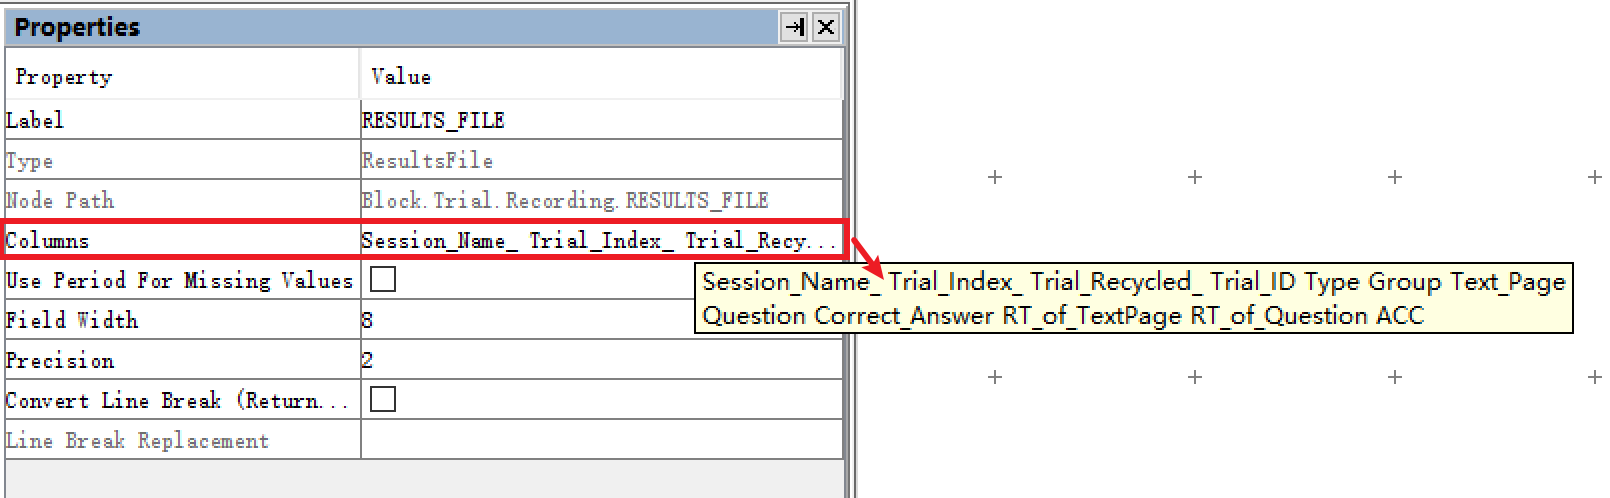 Properties
Property Value
Label RESULTS_FILE
Type ResultsFile
Node Path Block.Trial.Recording.RESULTS_FILE
Columns Session_Name_ Trial_Index_ Trial_Recy...
Use Period For Missing Values
Session_Name_ Trial_Index_ Trial_Recycled_ Trial_ID Type Group Text_Page
Question Correct_Answer RT_of_TextPage RT_of_Question ACC
Field Width 8
Precision 2
Convert Line Break (Return...
Line Break Replacement